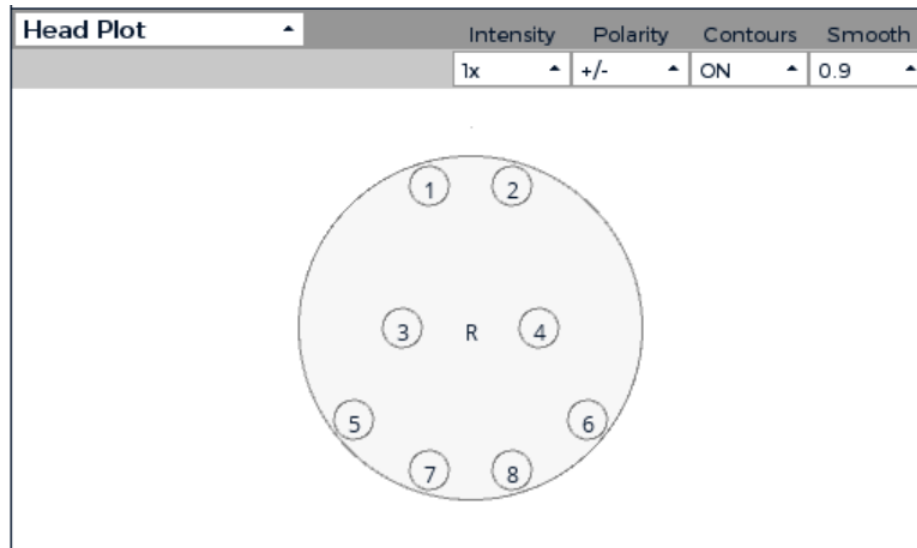 Head Plot
Intensity Polarity Contours Smooth
1x +/- ON 0.9
1 2
3 R 4
5 6
7 8